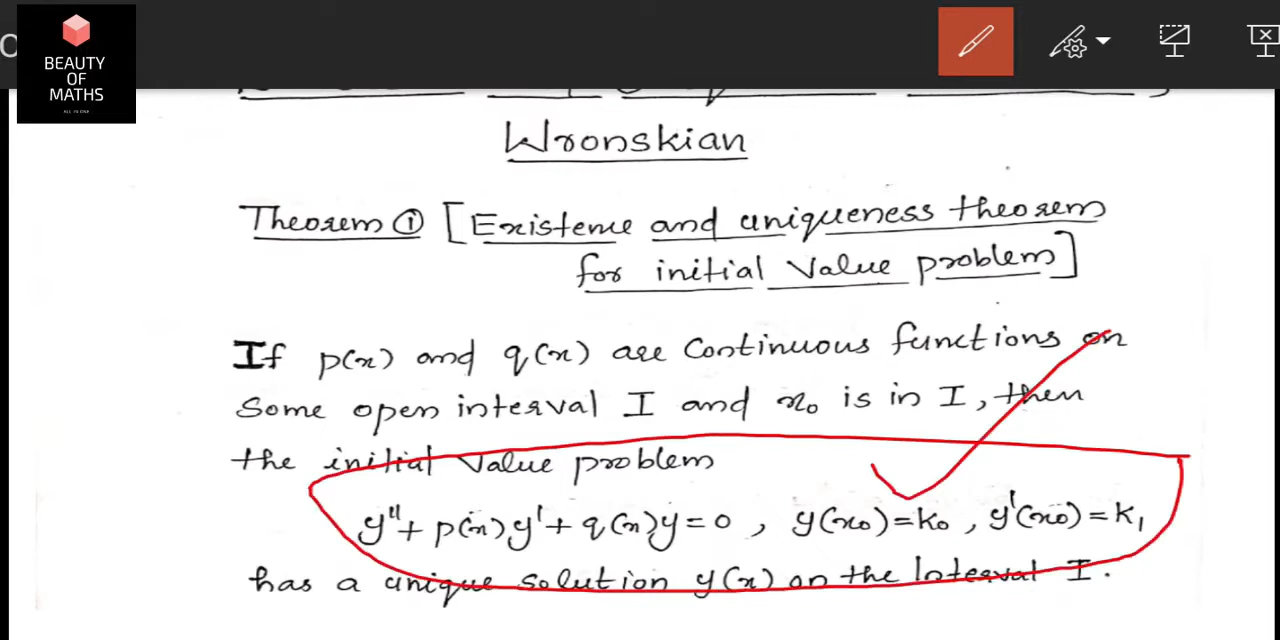 BEAUTY
OF
MATHS
Wronskian
Theorem ① [Existence and uniqueness theorem
for initial value problem]
If p(x) and q(x) are continuous functions on
some open interval I and x₀ is in I, then
the initial value problem
y'' + p(x)y' + q(x)y = 0 , y(x₀) = k₀ , y'(x₀) = k₁
has a unique solution y(x) on the Interval I.